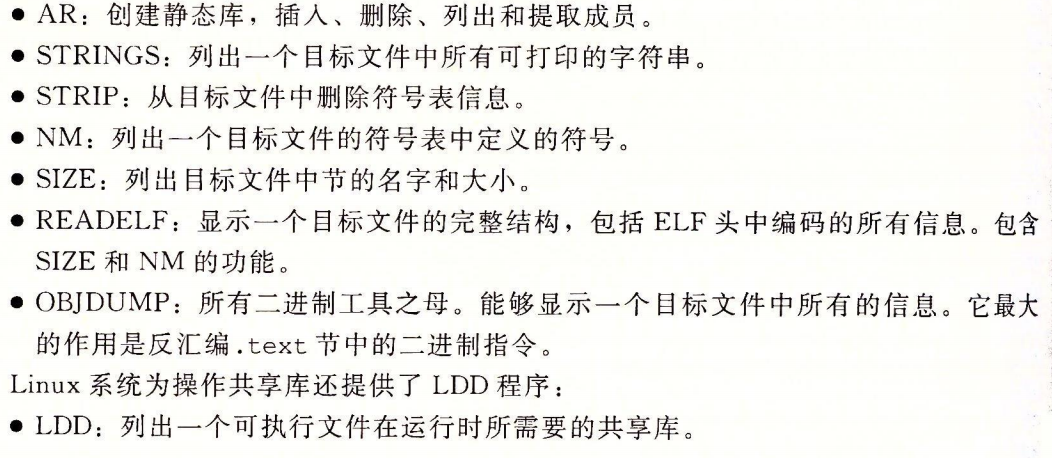 ● AR：创建静态库，插入、删除、列出和提取成员。
● STRINGS：列出一个目标文件中所有可打印的字符串。
● STRIP：从目标文件中删除符号表信息。
● NM：列出一个目标文件的符号表中定义的符号。
● SIZE：列出目标文件中节的名字和大小。
● READELF：显示一个目标文件的完整结构，包括 ELF 头中编码的所有信息。包含
SIZE 和 NM 的功能。
● OBJDUMP：所有二进制工具之母。能够显示一个目标文件中所有的信息。它最大
的作用是反汇编.text 节中的二进制指令。
Linux 系统为操作共享库还提供了 LDD 程序：
● LDD：列出一个可执行文件在运行时所需要的共享库。